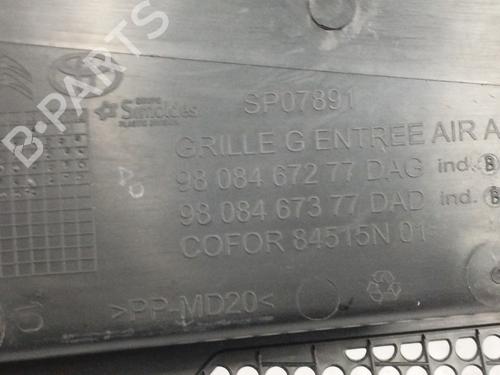 B-PARTS
GROUPE
Simoldes
SP07891
GRILLE G ENTREE AIR A
98 084 672 77 DAG ind. B
98 084 673 77 DAD ind. B
COFOR 84515N 01
>PP-MD20<